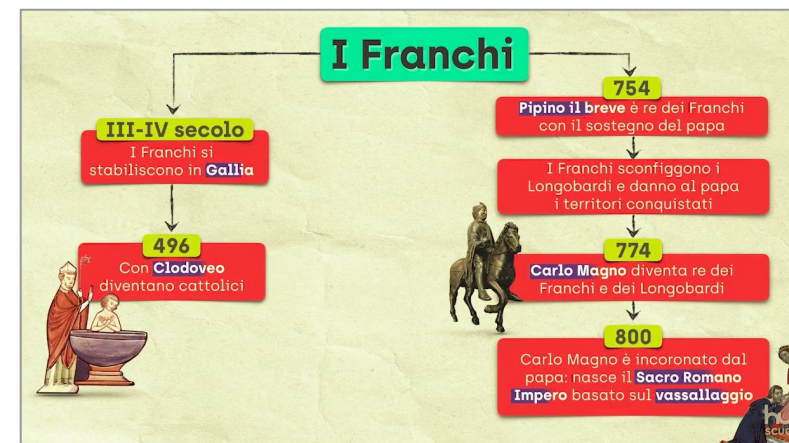 I Franchi
III-IV secolo
I Franchi si
stabiliscono in Gallia
496
Con Clodoveo
diventano cattolici
754
Pipino il breve è re dei Franchi
con il sostegno del papa
I Franchi sconfiggono i
Longobardi e danno al papa
i territori conquistati
774
Carlo Magno diventa re dei
Franchi e dei Longobardi
800
Carlo Magno è incoronato dal
papa: nasce il Sacro Romano
Impero basato sul vassallaggio